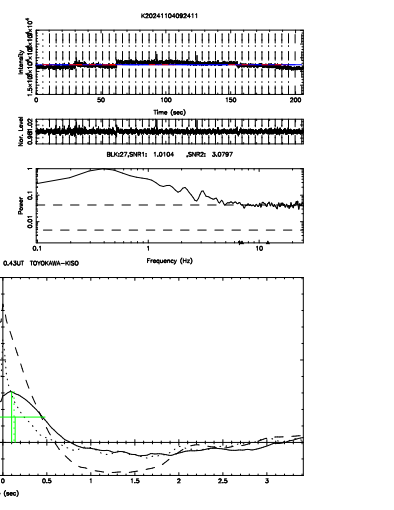 K20241104092411
Intensity
0
50
100
150
200
Time (sec)
Nor. Level
BLK:27,SNR1: 1.0104 ,SNR2: 3.0797
Power
1
0.1
0.01
0.1
1
10
Frequency (Hz)
0.43UT TOYOKAWA-KISO
0
0.5
1
1.5
2
2.5
3
(sec)